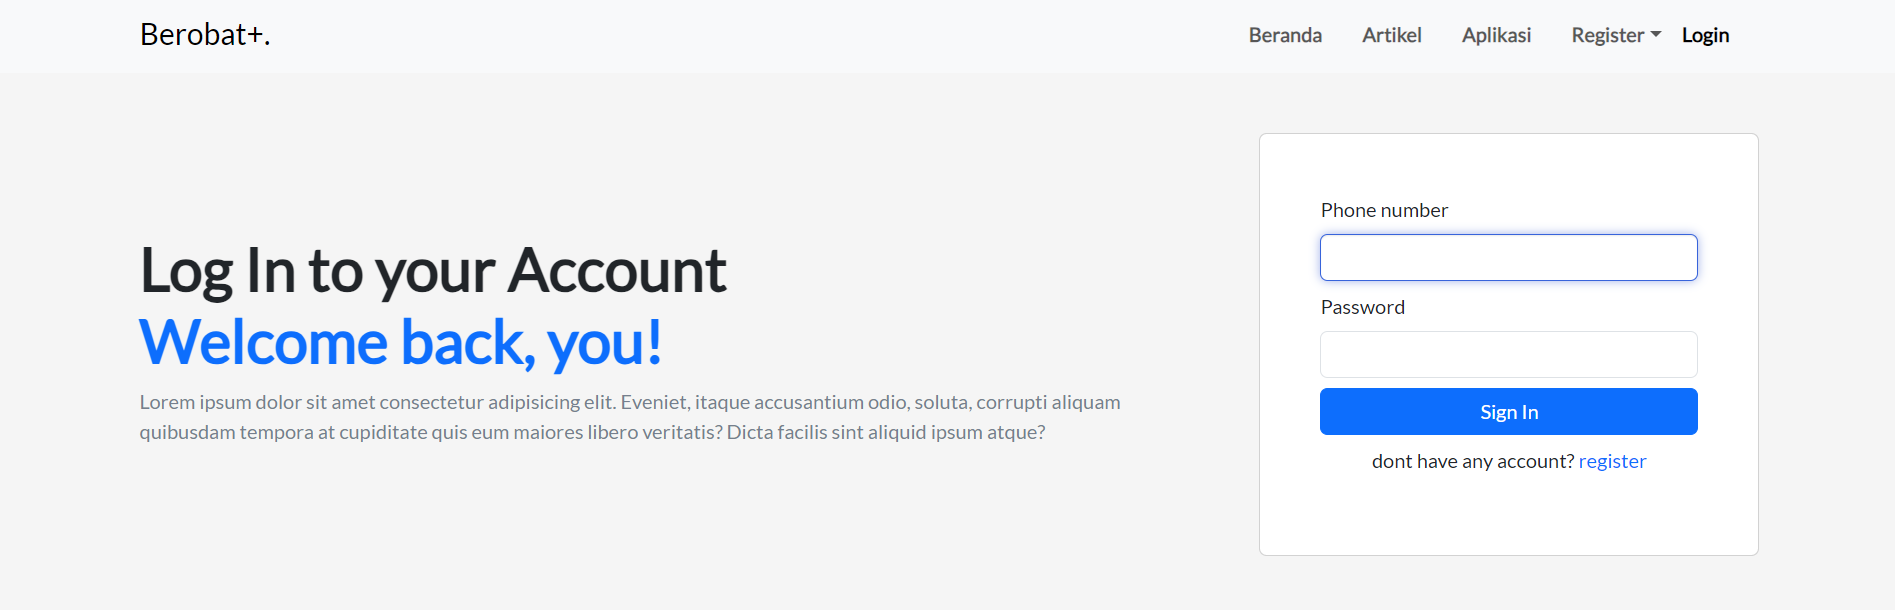 Berobat+.
Beranda Artikel Aplikasi Register Login
Log In to your Account
Welcome back, you!
Lorem ipsum dolor sit amet consectetur adipisicing elit. Eveniet, itaque accusantium odio, soluta, corrupti aliquam
quibusdam tempora at cupiditate quis eum maiores libero veritatis? Dicta facilis sint aliquid ipsum atque?
Phone number
Password
Sign In
dont have any account? register